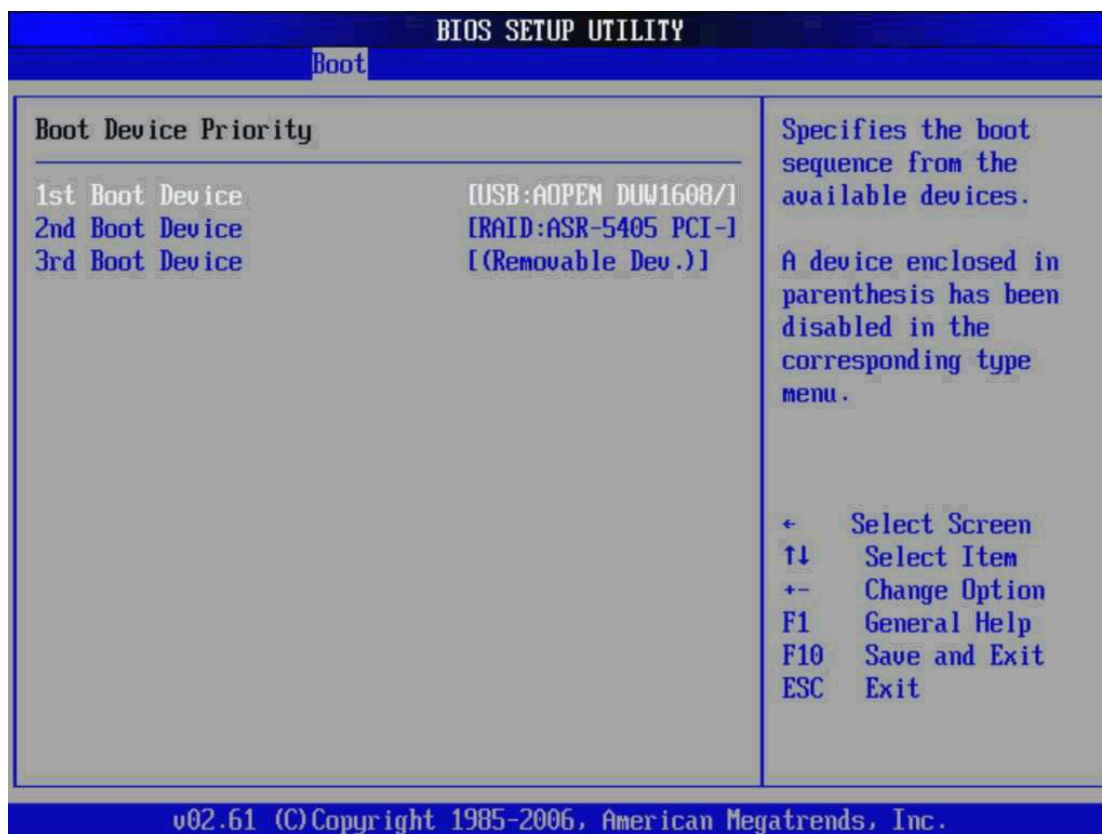 BIOS SETUP UTILITY
Boot
Boot Device Priority
1st Boot Device [USB:AOPEN DUW1608/]
2nd Boot Device [RAID:ASR-5405 PCI-]
3rd Boot Device [(Removable Dev.)]
Specifies the boot
sequence from the
available devices.
A device enclosed in
parenthesis has been
disabled in the
corresponding type
menu.
← Select Screen
↑↓ Select Item
+- Change Option
F1 General Help
F10 Save and Exit
ESC Exit
v02.61 (C)Copyright 1985-2006, American Megatrends, Inc.